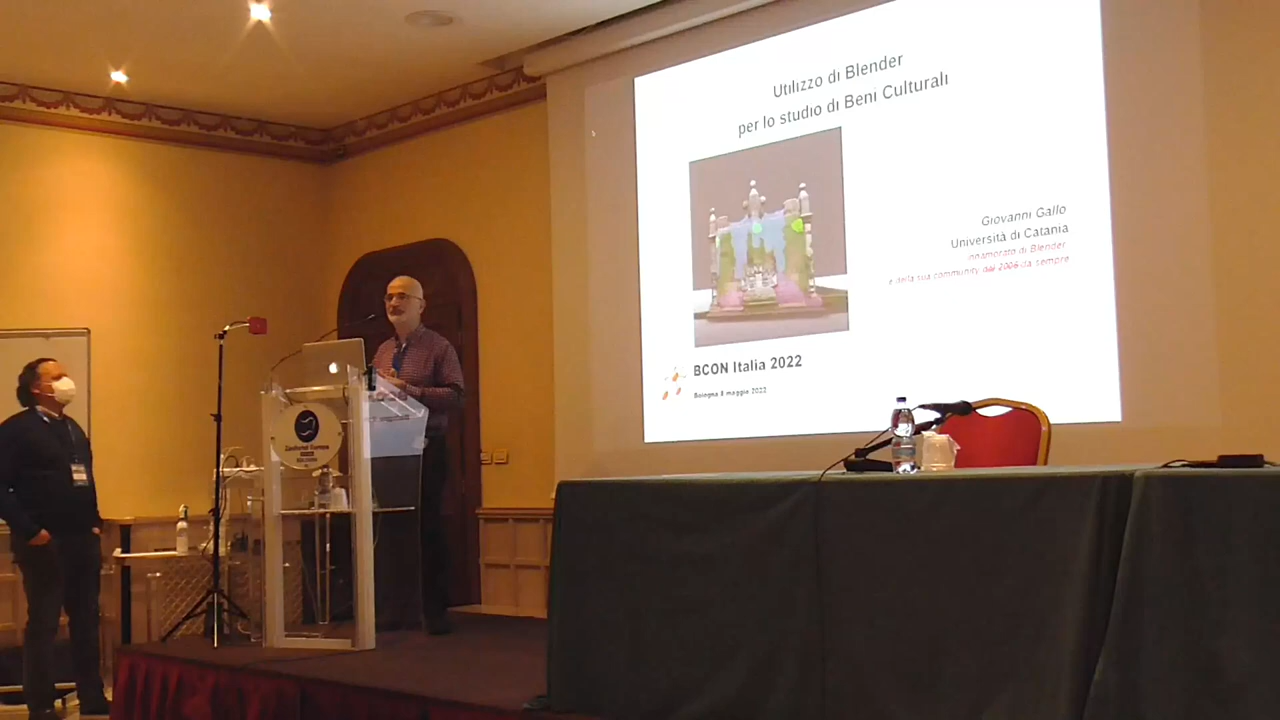 Utilizzo di Blender
per lo studio di Beni Culturali
Giovanni Gallo
Università di Catania
innamorato di Blender
e della sua community dal 2006 da sempre
BCON Italia 2022
Bologna 8 maggio 2022